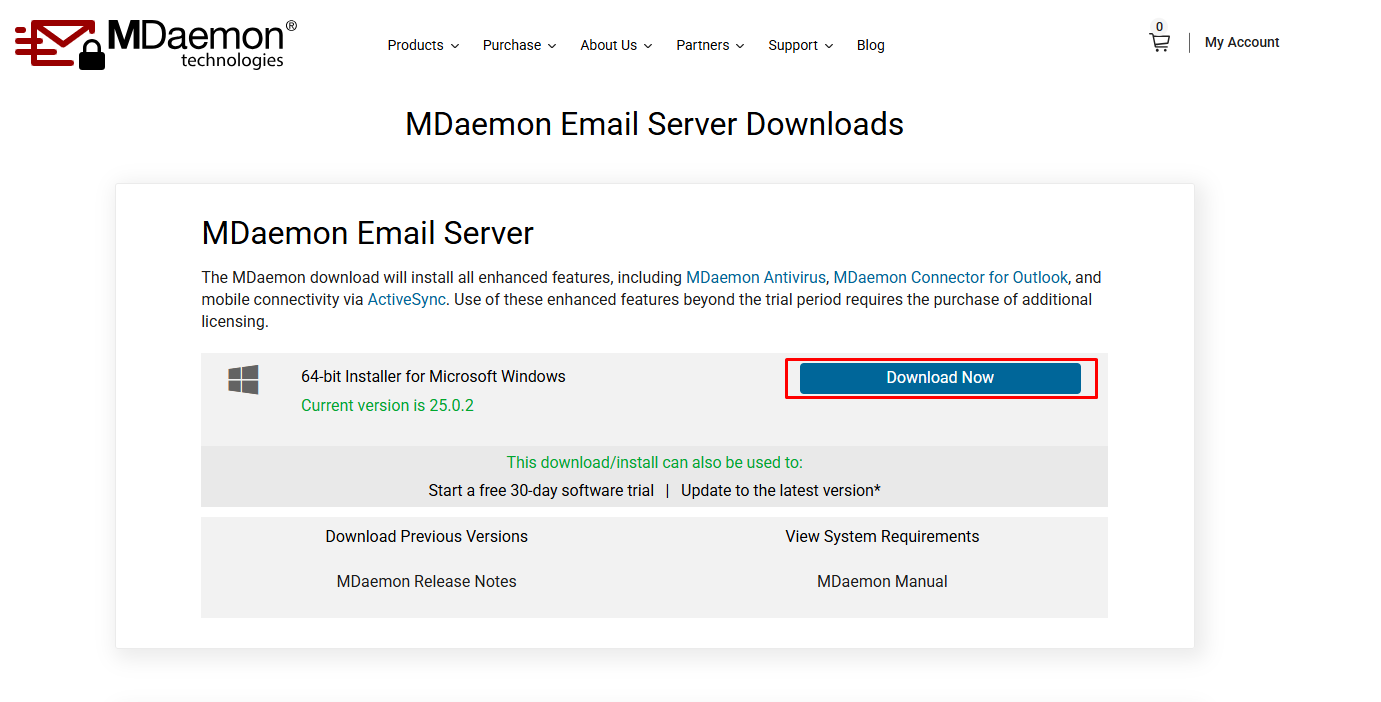 MDaemon®
technologies
Products
Purchase
About Us
Partners
Support
Blog
0
My Account
MDaemon Email Server Downloads
MDaemon Email Server
The MDaemon download will install all enhanced features, including MDaemon Antivirus, MDaemon Connector for Outlook, and
mobile connectivity via ActiveSync. Use of these enhanced features beyond the trial period requires the purchase of additional
licensing.
64-bit Installer for Microsoft Windows
Download Now
Current version is 25.0.2
This download/install can also be used to:
Start a free 30-day software trial | Update to the latest version*
Download Previous Versions
View System Requirements
MDaemon Release Notes
MDaemon Manual